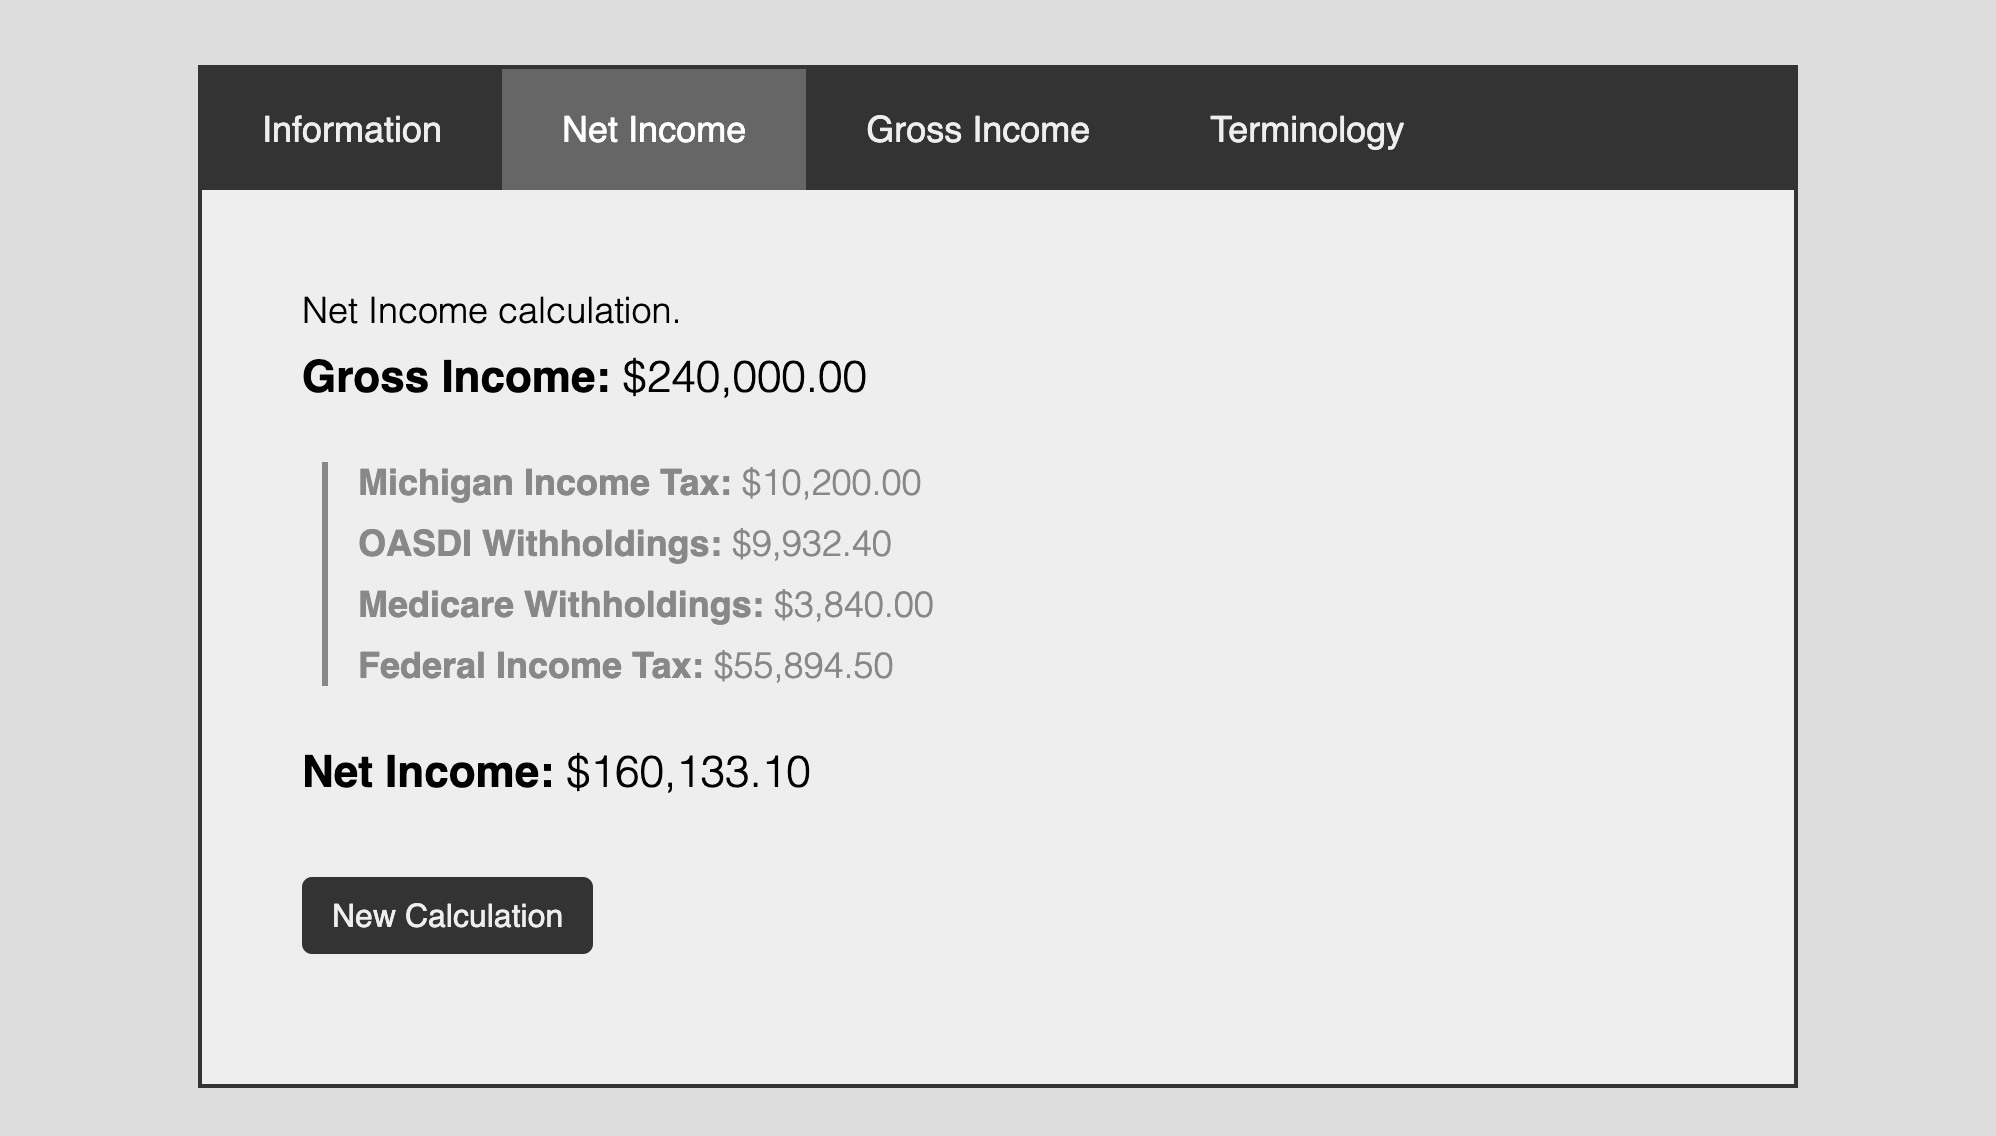 Information Net Income Gross Income Terminology
Net Income calculation.
Gross Income: $240,000.00
Michigan Income Tax: $10,200.00
OASDI Withholdings: $9,932.40
Medicare Withholdings: $3,840.00
Federal Income Tax: $55,894.50
Net Income: $160,133.10
New Calculation